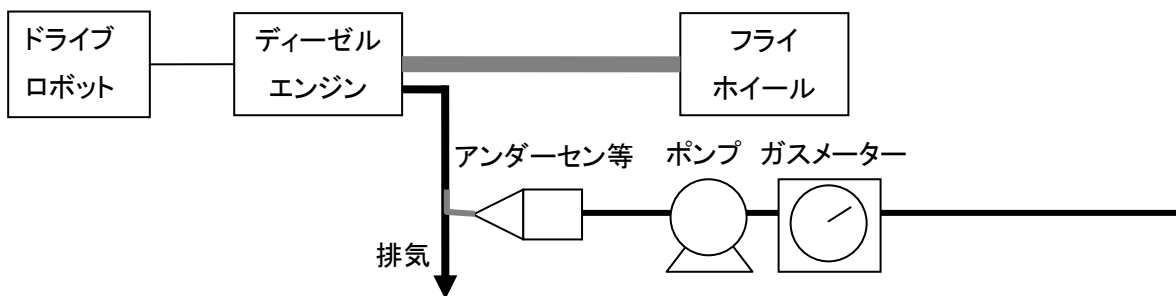 ドライブ
ロボット
ディーゼル
エンジン
フライ
ホイール
アンダーセン等
ポンプ
ガスメーター
排気